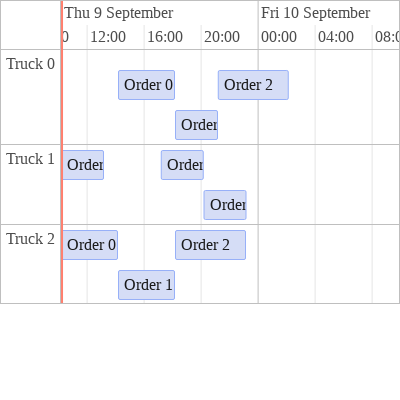 Thu 9 September Fri 10 September
0 12:00 16:00 20:00 00:00 04:00 08:0
Truck 0
Order 0 Order 2
Order
Truck 1
Order Order
Order
Truck 2
Order 0 Order 2
Order 1